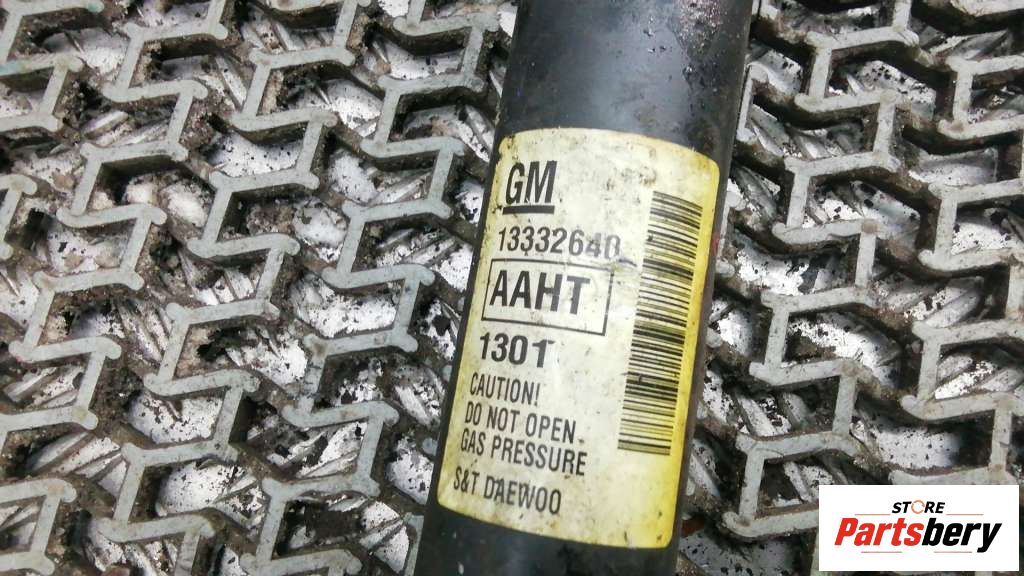 GM
13332640
AAHT
1301
CAUTION!
DO NOT OPEN
GAS PRESSURE
S&T DAEWOO
STORE
Partsbery